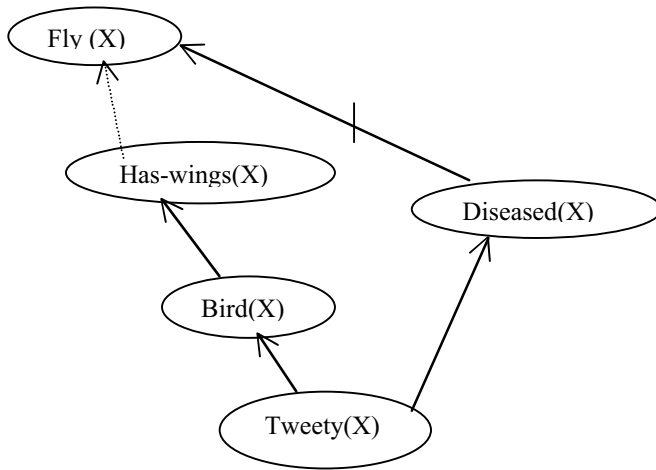 Fly (X)
Has-wings(X)
Diseased(X)
Bird(X)
Tweety(X)